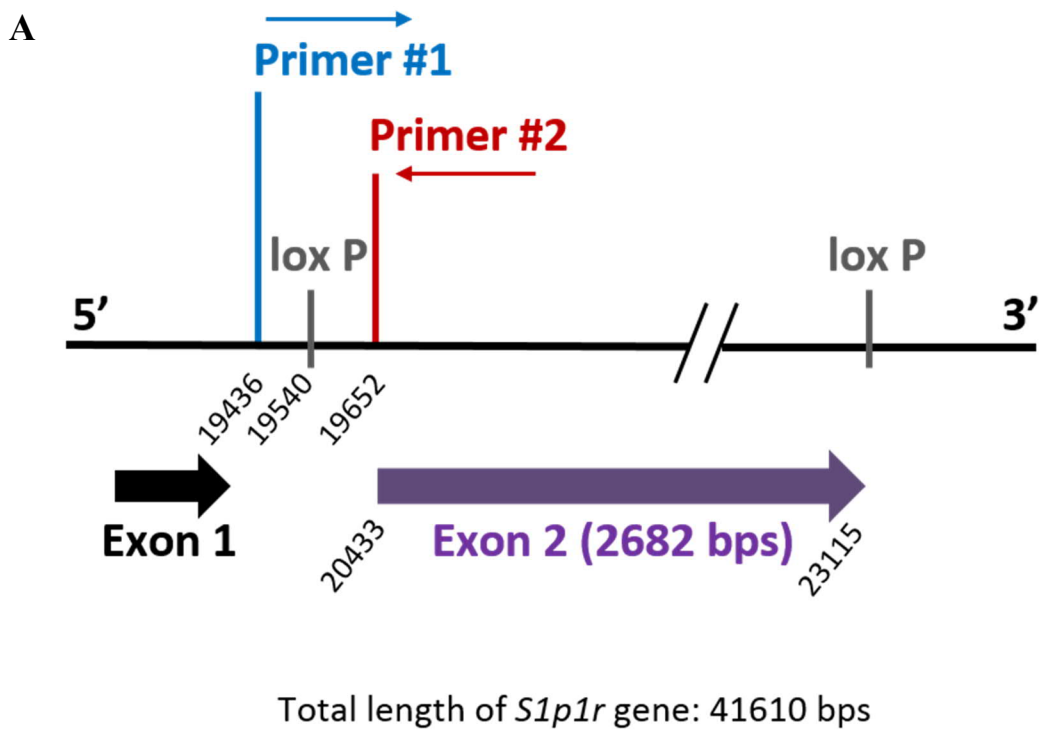 A
Primer #1
Primer #2
lox P
lox P
5’
3’
19436
19540
19652
Exon 1
Exon 2 (2682 bps)
20433
23115
Total length of S1p1r gene: 41610 bps